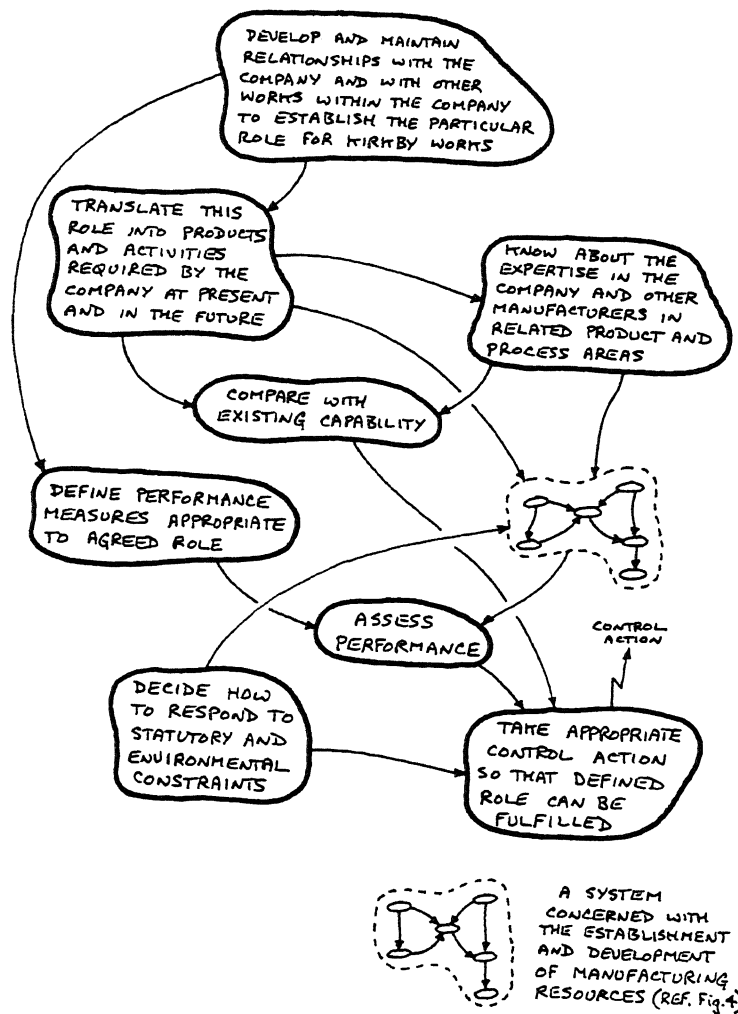 DEVELOP AND MAINTAIN
RELATIONSHIPS WITH THE
COMPANY AND WITH OTHER
WORKS WITHIN THE COMPANY
TO ESTABLISH THE PARTICULAR
ROLE FOR KIRKBY WORKS
TRANSLATE THIS
ROLE INTO PRODUCTS
AND ACTIVITIES
REQUIRED BY THE
COMPANY AT PRESENT
AND IN THE FUTURE
KNOW ABOUT THE
EXPERTISE IN THE
COMPANY AND OTHER
MANUFACTURERS IN
RELATED PRODUCT AND
PROCESS AREAS
COMPARE WITH
EXISTING CAPABILITY
DEFINE PERFORMANCE
MEASURES APPROPRIATE
TO AGREED ROLE
ASSESS
PERFORMANCE
CONTROL
ACTION
DECIDE HOW
TO RESPOND TO
STATUTORY AND
ENVIRONMENTAL
CONSTRAINTS
TAKE APPROPRIATE
CONTROL ACTION
SO THAT DEFINED
ROLE CAN BE
FULFILLED
A SYSTEM
CONCERNED WITH
THE ESTABLISHMENT
AND DEVELOPMENT
OF MANUFACTURING
RESOURCES (REF. Fig. 4)